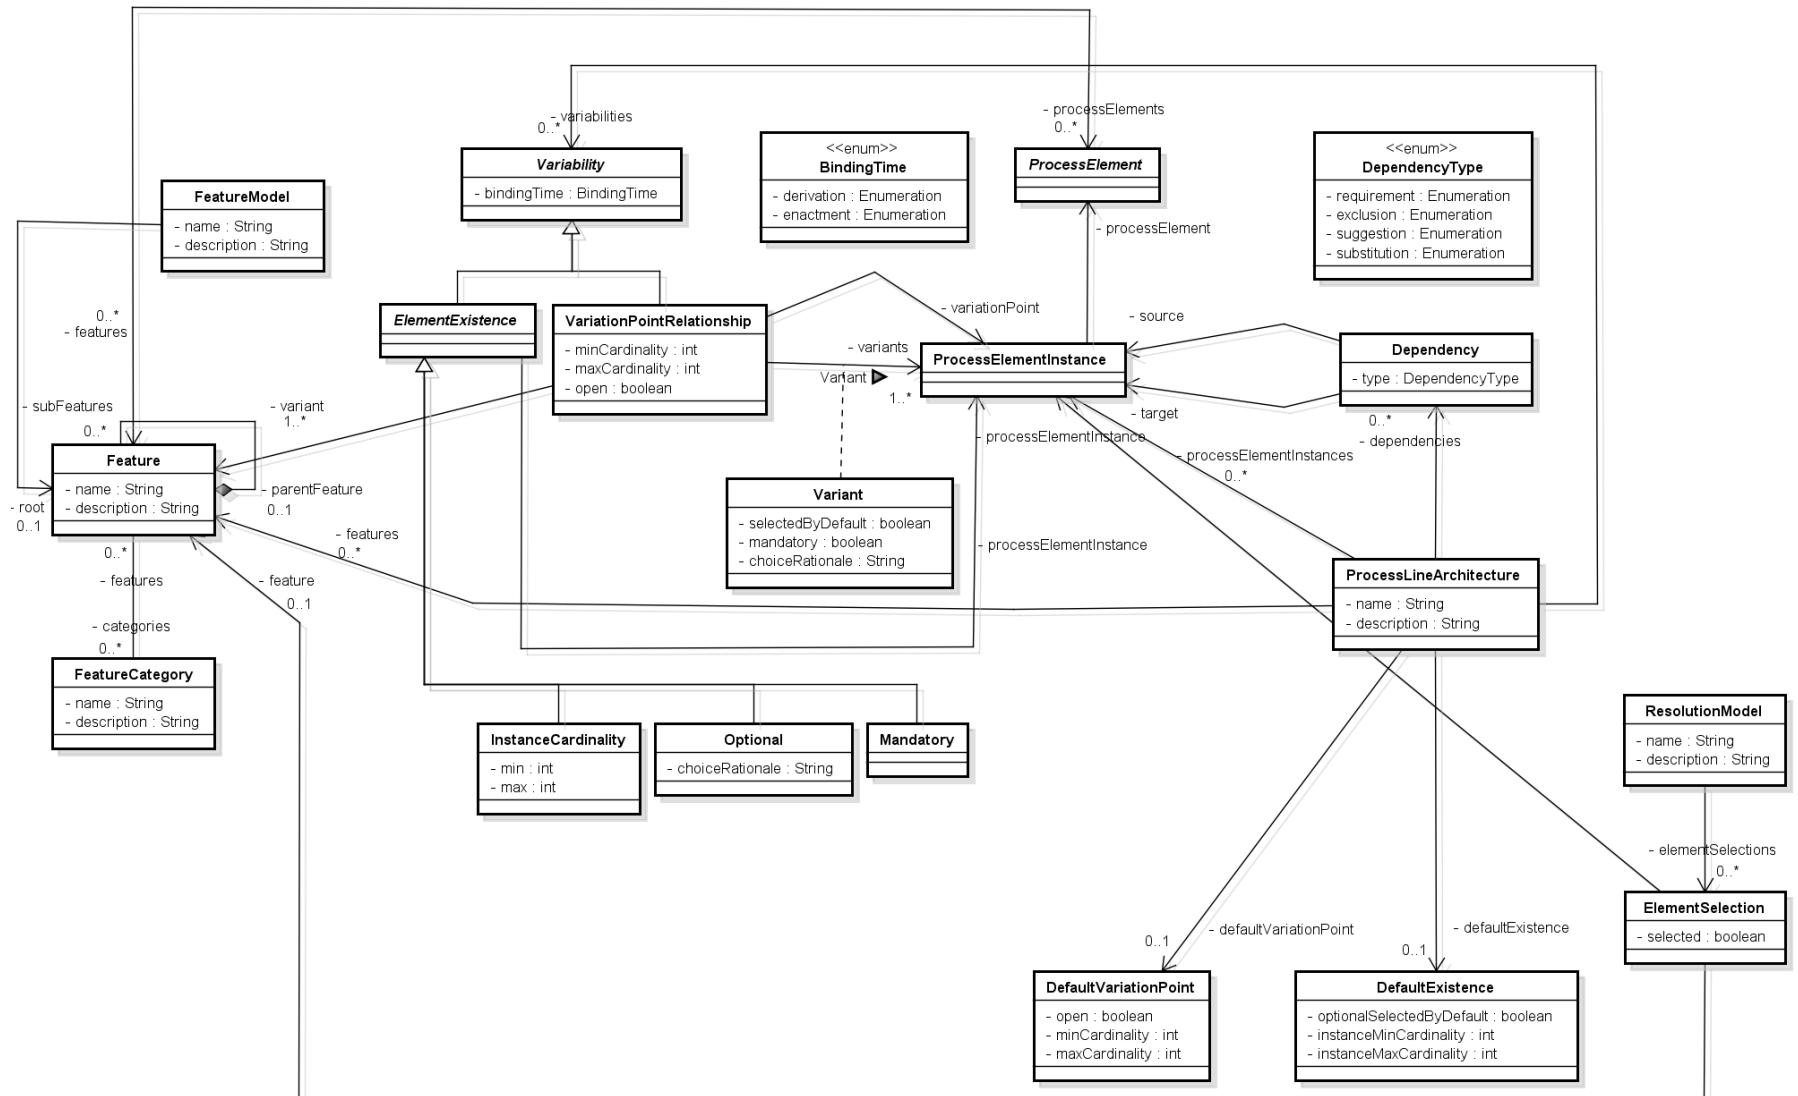 - variabilities
0..*
- processElements
0..*
Variability
- bindingTime : BindingTime
<<enum>>
BindingTime
- derivation : Enumeration
- enactment : Enumeration
ProcessElement
<<enum>>
DependencyType
- requirement : Enumeration
- exclusion : Enumeration
- suggestion : Enumeration
- substitution : Enumeration
FeatureModel
- name : String
- description : String
- processElement
0..*
- features
ElementExistence
VariationPointRelationship
- minCardinality : int
- maxCardinality : int
- open : boolean
- variationPoint
- variants
Variant
1..*
ProcessElementInstance
- source
- target
Dependency
- type : DependencyType
0..*
- dependencies
- subFeatures
0..*
- variant
1..*
Feature
- name : String
- description : String
- parentFeature
0..1
- root
0..1
- processElementInstance
- processElementInstances
0..*
Variant
- selectedByDefault : boolean
- mandatory : boolean
- choiceRationale : String
- features
0..*
- processElementInstance
0..*
- features
- feature
0..1
ProcessLineArchitecture
- name : String
- description : String
- categories
0..*
FeatureCategory
- name : String
- description : String
InstanceCardinality
- min : int
- max : int
Optional
- choiceRationale : String
Mandatory
ResolutionModel
- name : String
- description : String
- elementSelections
0..*
ElementSelection
- selected : boolean
0..1
- defaultVariationPoint
0..1
- defaultExistence
DefaultVariationPoint
- open : boolean
- minCardinality : int
- maxCardinality : int
DefaultExistence
- optionalSelectedByDefault : boolean
- instanceMinCardinality : int
- instanceMaxCardinality : int